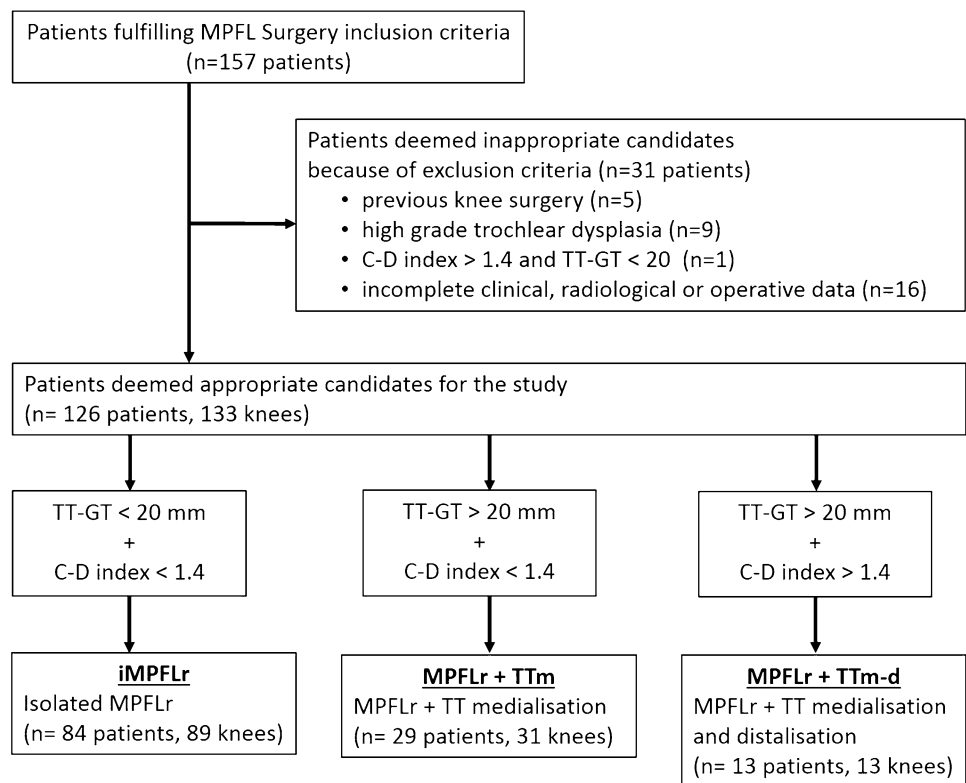 Patients fulfilling MPFL Surgery inclusion criteria
(n=157 patients)
Patients deemed inappropriate candidates
because of exclusion criteria (n=31 patients)
• previous knee surgery (n=5)
• high grade trochlear dysplasia (n=9)
• C-D index > 1.4 and TT-GT < 20 (n=1)
• incomplete clinical, radiological or operative data (n=16)
Patients deemed appropriate candidates for the study
(n= 126 patients, 133 knees)
TT-GT < 20 mm
+
C-D index < 1.4
TT-GT > 20 mm
+
C-D index < 1.4
TT-GT > 20 mm
+
C-D index > 1.4
iMPFLr
Isolated MPFLr
(n= 84 patients, 89 knees)
MPFLr + TTm
MPFLr + TT medialisation
(n= 29 patients, 31 knees)
MPFLr + TTm-d
MPFLr + TT medialisation
and distalisation
(n= 13 patients, 13 knees)